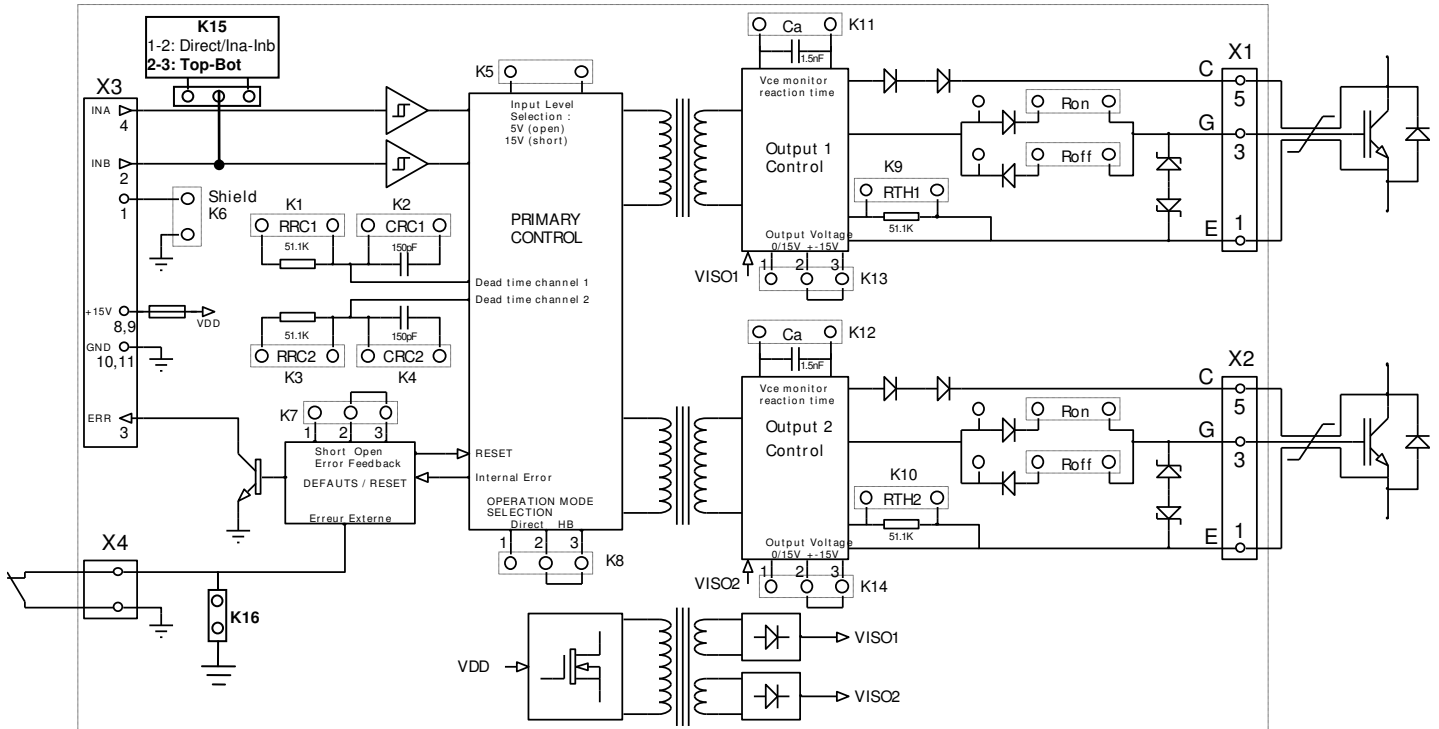 K15
1-2: Direct/Ina-Inb
2-3: Top-Bot
X3
INA
4
INB
2
1
Shield
K6
+15V
8,9
VDD
GND
10,11
ERR
3
K5
Input Level
Selection :
5V (open)
15V (short)
PRIMARY
CONTROL
K1
RRC1
51.1K
K2
CRC1
150pF
Dead time channel 1
Dead time channel 2
51.1K
RRC2
K3
150pF
CRC2
K4
K7
1 2 3
Short Open
Error Feedback
DEFAUTS / RESET
Erreur Externe
RESET
Internal Error
OPERATION MODE
SELECTION
Direct HB
1 2 3
K8
X4
K16
Ca
K11
1.5nF
Vce monitor
reaction time
Output 1
Control
Output Voltage
0/15V +-15V
VISO1
1 2 3
K13
K9
RTH1
51.1K
Ron
Roff
X1
C
5
G
3
E
1
Ca
K12
1.5nF
Vce monitor
reaction time
Output 2
Control
Output Voltage
0/15V +-15V
VISO2
1 2 3
K14
K10
RTH2
51.1K
Ron
Roff
X2
C
5
G
3
E
1
VDD
VISO1
VISO2